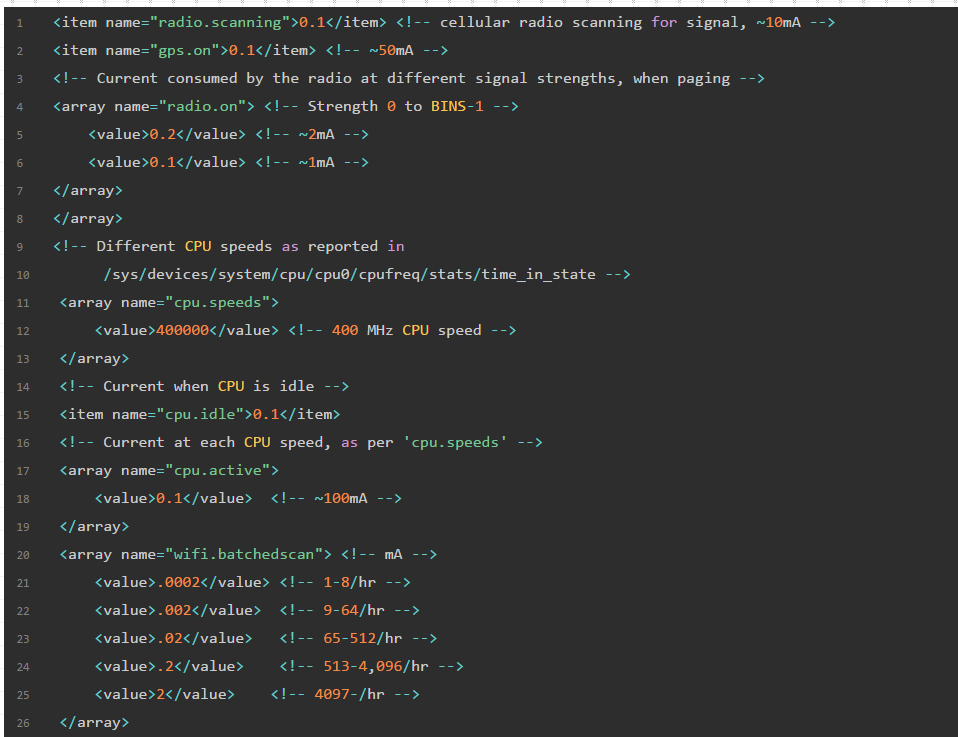 1 <item name="radio.scanning">0.1</item> <!-- cellular radio scanning for signal, ~10mA -->
2 <item name="gps.on">0.1</item> <!-- ~50mA -->
3 <!-- Current consumed by the radio at different signal strengths, when paging -->
4 <array name="radio.on"> <!-- Strength 0 to BINS-1 -->
5     <value>0.2</value> <!-- ~2mA -->
6     <value>0.1</value> <!-- ~1mA -->
7 </array>
8 </array>
9 <!-- Different CPU speeds as reported in
10       /sys/devices/system/cpu/cpu0/cpufreq/stats/time_in_state -->
11  <array name="cpu.speeds">
12      <value>400000</value> <!-- 400 MHz CPU speed -->
13  </array>
14  <!-- Current when CPU is idle -->
15  <item name="cpu.idle">0.1</item>
16  <!-- Current at each CPU speed, as per 'cpu.speeds' -->
17  <array name="cpu.active">
18      <value>0.1</value>  <!-- ~100mA -->
19  </array>
20  <array name="wifi.batchedscan"> <!-- mA -->
21      <value>.0002</value> <!-- 1-8/hr -->
22      <value>.002</value>  <!-- 9-64/hr -->
23      <value>.02</value>   <!-- 65-512/hr -->
24      <value>.2</value>    <!-- 513-4,096/hr -->
25      <value>2</value>    <!-- 4097-/hr -->
26  </array>